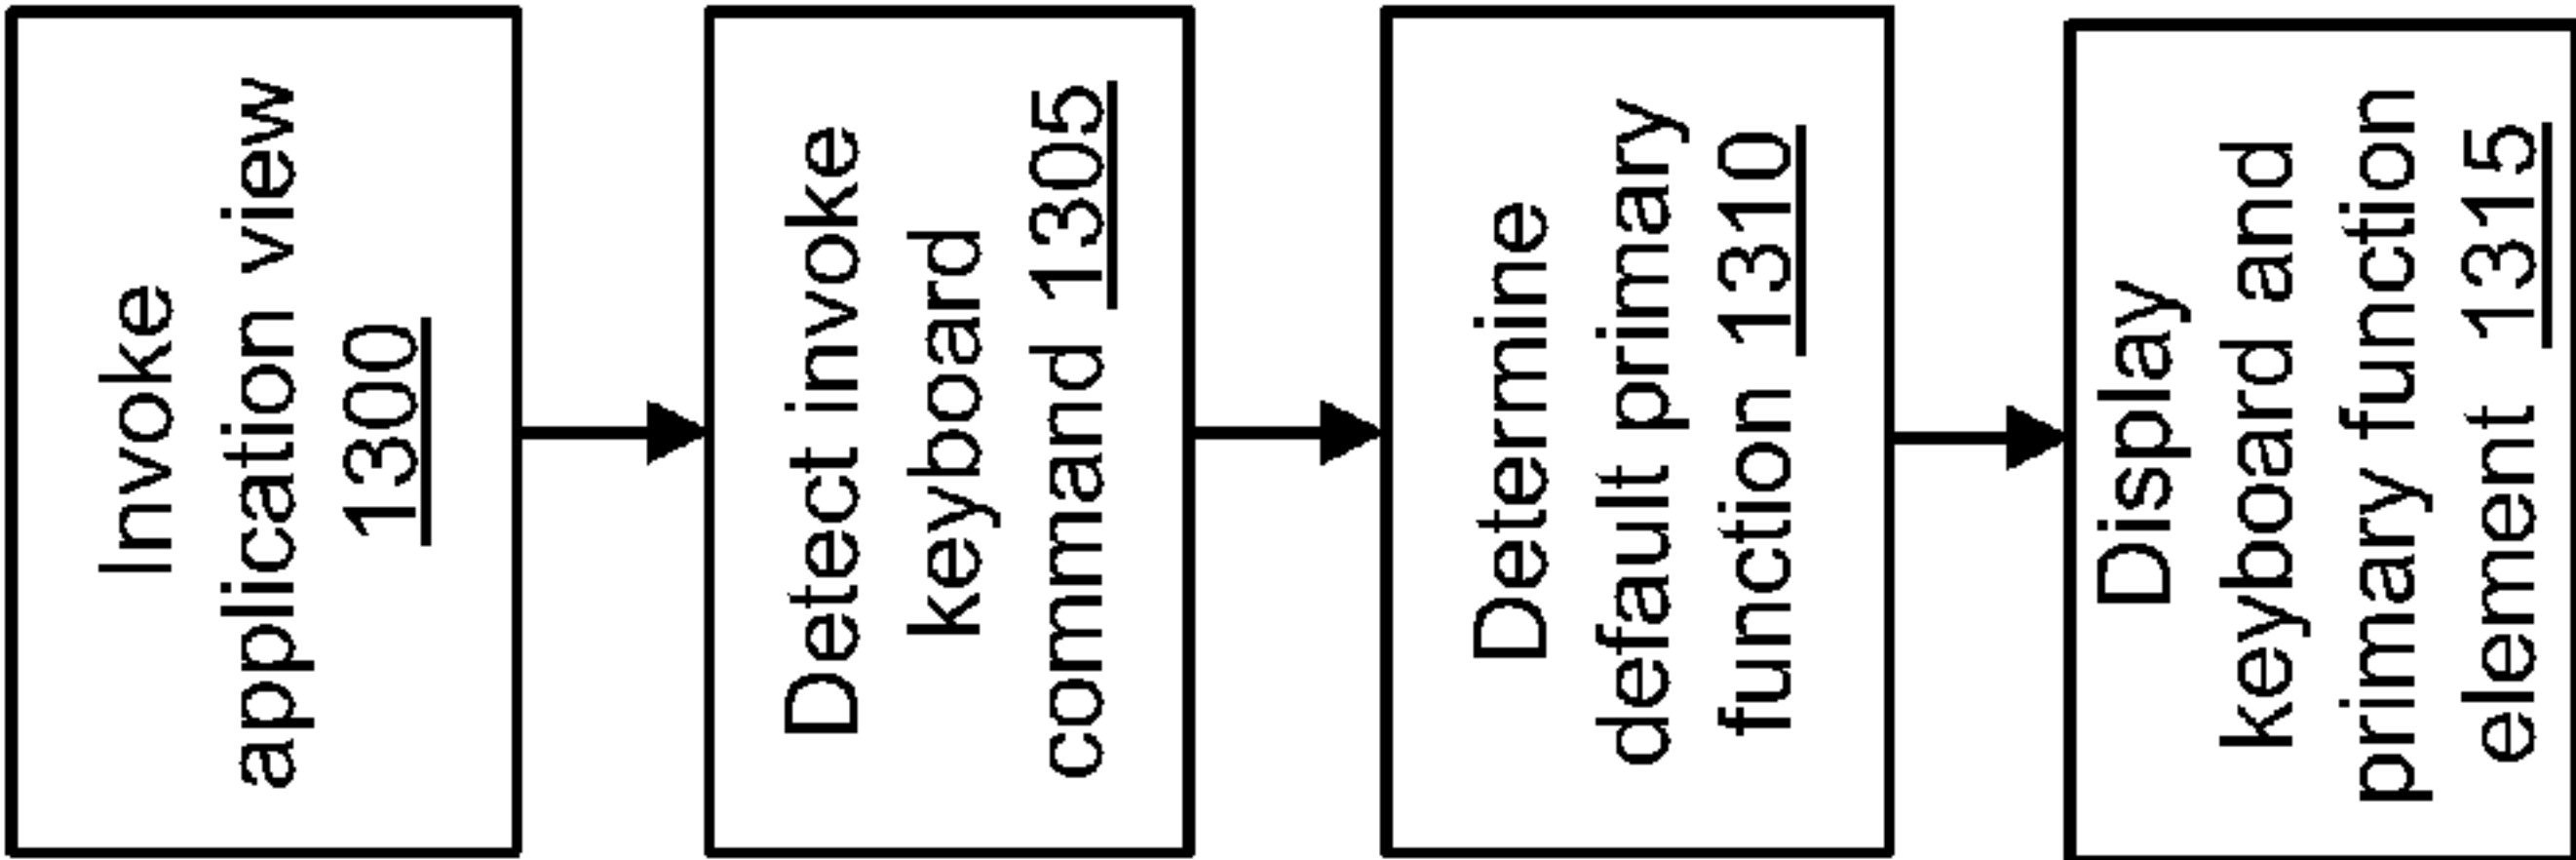 Invoke
application view
1300
Detect invoke
keyboard
command 1305
Determine
default primary
function 1310
Display
keyboard and
primary function
element 1315